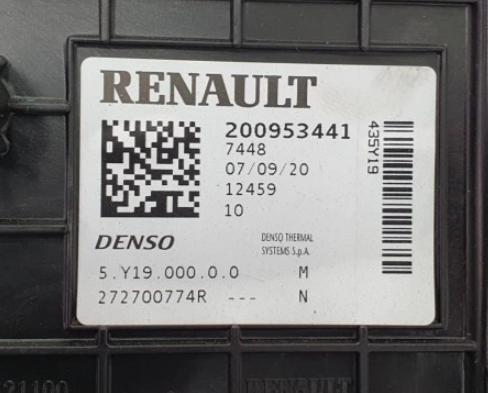 RENAULT
200953441
7448
07/09/20
12459
10
435Y19
DENSO
DENSO THERMAL
SYSTEMS S.p.A.
5.Y19.000.0.0 M
272700774R --- N
21100
RENAULT